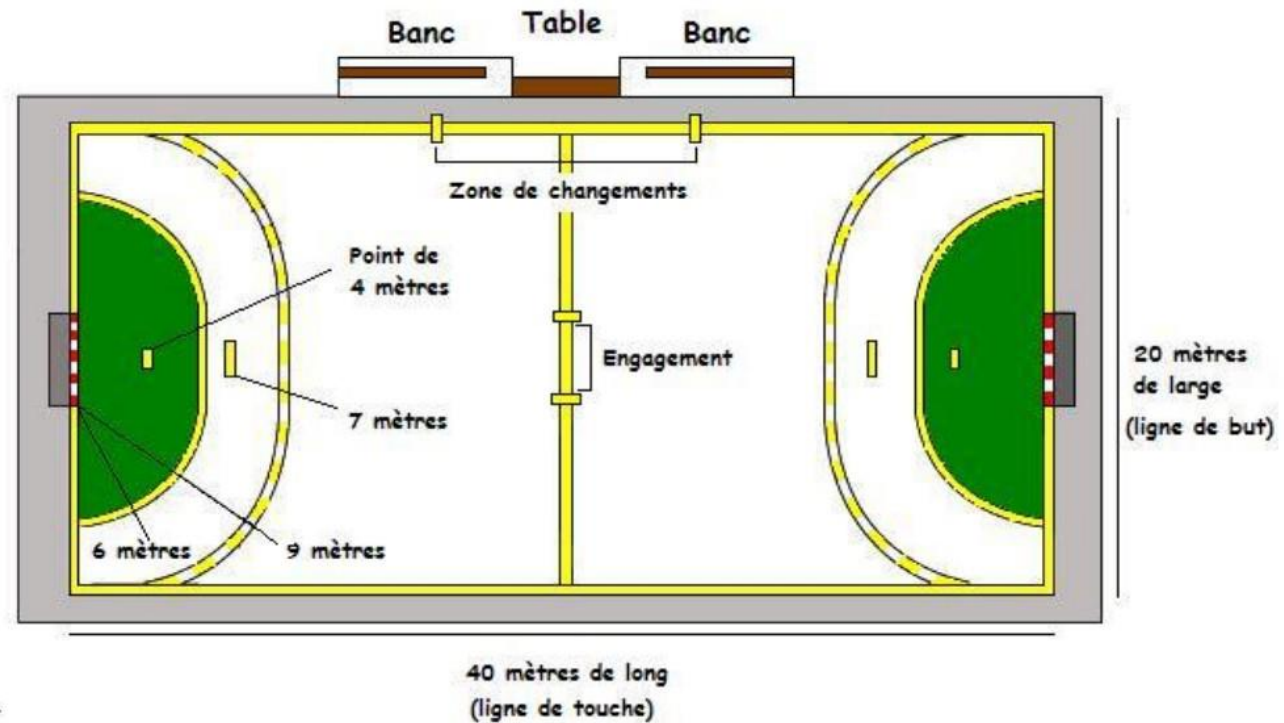 Banc
Table
Banc
Zone de changements
Point de
4 mètres
Engagement
7 mètres
20 mètres
de large
(ligne de but)
6 mètres
9 mètres
40 mètres de long
(ligne de touche)